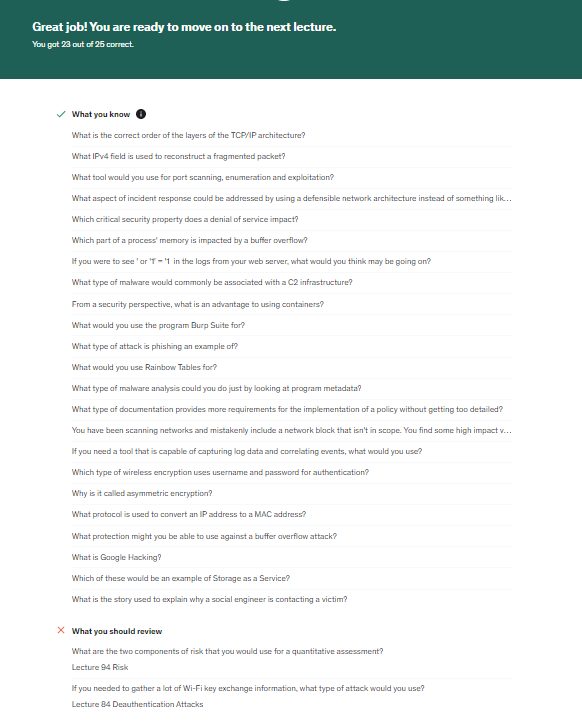 Great job! You are ready to move on to the next lecture.
You got 23 out of 25 correct.
What you know
What is the correct order of the layers of the TCP/IP architecture?
What IPv4 field is used to reconstruct a fragmented packet?
What tool would you use for port scanning, enumeration and exploitation?
What aspect of incident response could be addressed by using a defensible network architecture instead of something lik...
Which critical security property does a denial of service impact?
Which part of a process' memory is impacted by a buffer overflow?
If you were to see ' or '1' = '1 in the logs from your web server, what would you think may be going on?
What type of malware would commonly be associated with a C2 infrastructure?
From a security perspective, what is an advantage to using containers?
What would you use the program Burp Suite for?
What type of attack is phishing an example of?
What would you use Rainbow Tables for?
What type of malware analysis could you do just by looking at program metadata?
What type of documentation provides more requirements for the implementation of a policy without getting too detailed?
You have been scanning networks and mistakenly include a network block that isn't in scope. You find some high impact v...
If you need a tool that is capable of capturing log data and correlating events, what would you use?
Which type of wireless encryption uses username and password for authentication?
Why is it called asymmetric encryption?
What protocol is used to convert an IP address to a MAC address?
What protection might you be able to use against a buffer overflow attack?
What is Google Hacking?
Which of these would be an example of Storage as a Service?
What is the story used to explain why a social engineer is contacting a victim?
What you should review
What are the two components of risk that you would use for a quantitative assessment?
Lecture 94 Risk
If you needed to gather a lot of Wi-Fi key exchange information, what type of attack would you use?
Lecture 84 Deauthentication Attacks